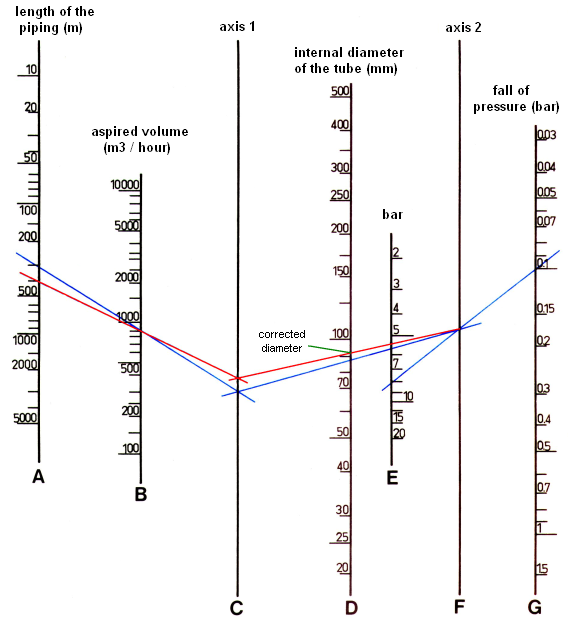 length of the
piping (m)
axis 1
axis 2
internal diameter
of the tube (mm)
fall of
pressure (bar)
aspired volume
(m3 / hour)
bar
corrected
diameter
10
20
50
100
200
500
1000
2000
5000
A
10000
5000
2000
1000
500
200
100
B
C
500
400
300
250
200
150
100
70
50
40
30
25
20
D
2
3
4
5
7
10
15
20
E
F
0.03
0.04
0.05
0.07
0.1
0.15
0.2
0.3
0.4
0.5
0.7
1
1.5
G